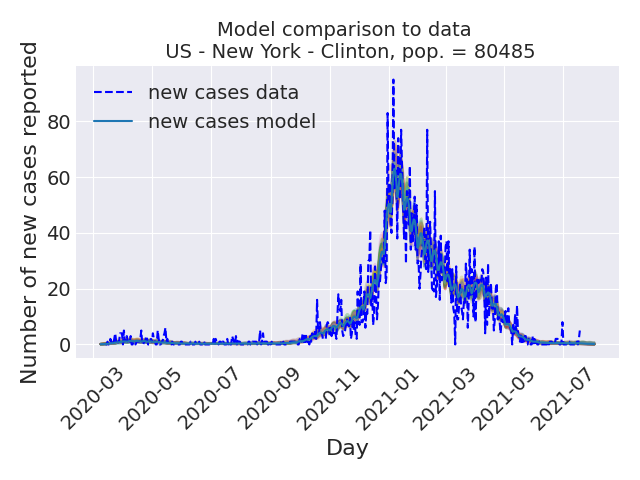 Model comparison to data
US - New York - Clinton, pop. = 80485
Number of new cases reported
new cases data
new cases model
80
60
40
20
0
2020-03
2020-05
2020-07
2020-09
2020-11
2021-01
2021-03
2021-05
2021-07
Day